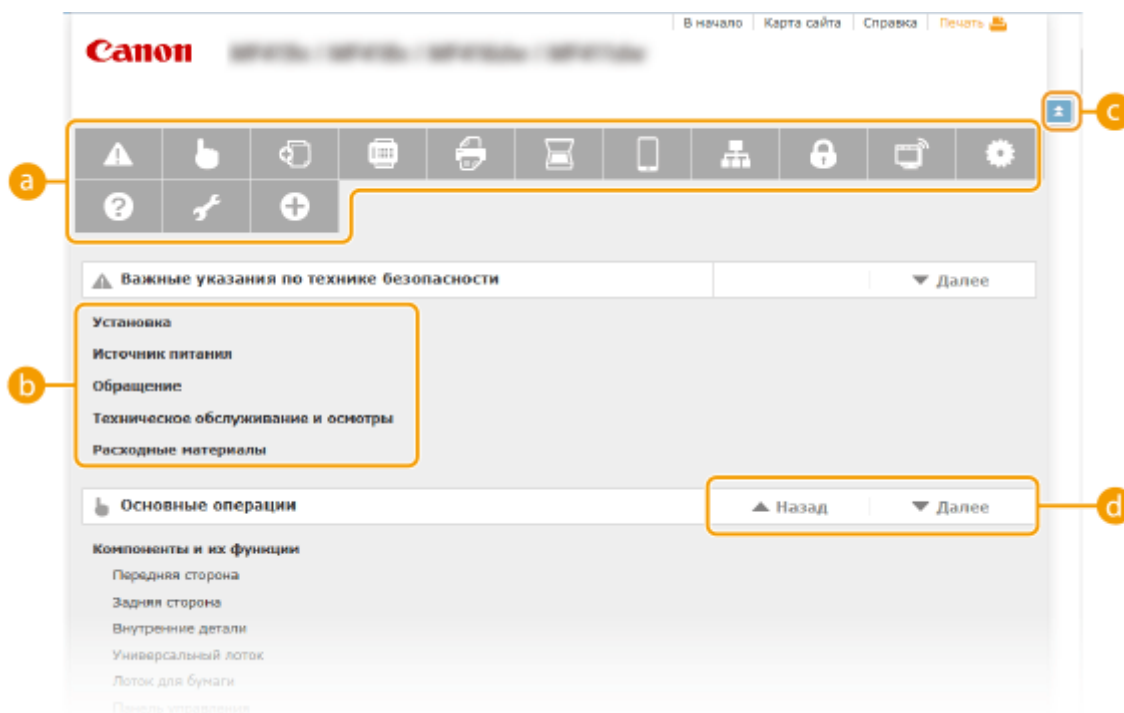 В начало Карта сайта Справка Печать
Canon
c
a
Важные указания по технике безопасности Далее
Установка
Источник питания
b
Обращение
Техническое обслуживание и осмотры
Расходные материалы
Основные операции Назад Далее
d
Компоненты и их функции
Передняя сторона
Задняя сторона
Внутренние детали
Универсальный лоток
Лоток для бумаги
Панель управления